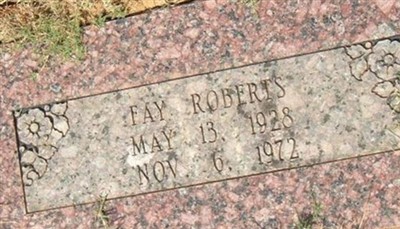 FAY ROBERTS
MAY 13, 1928
NOV. 6, 1972